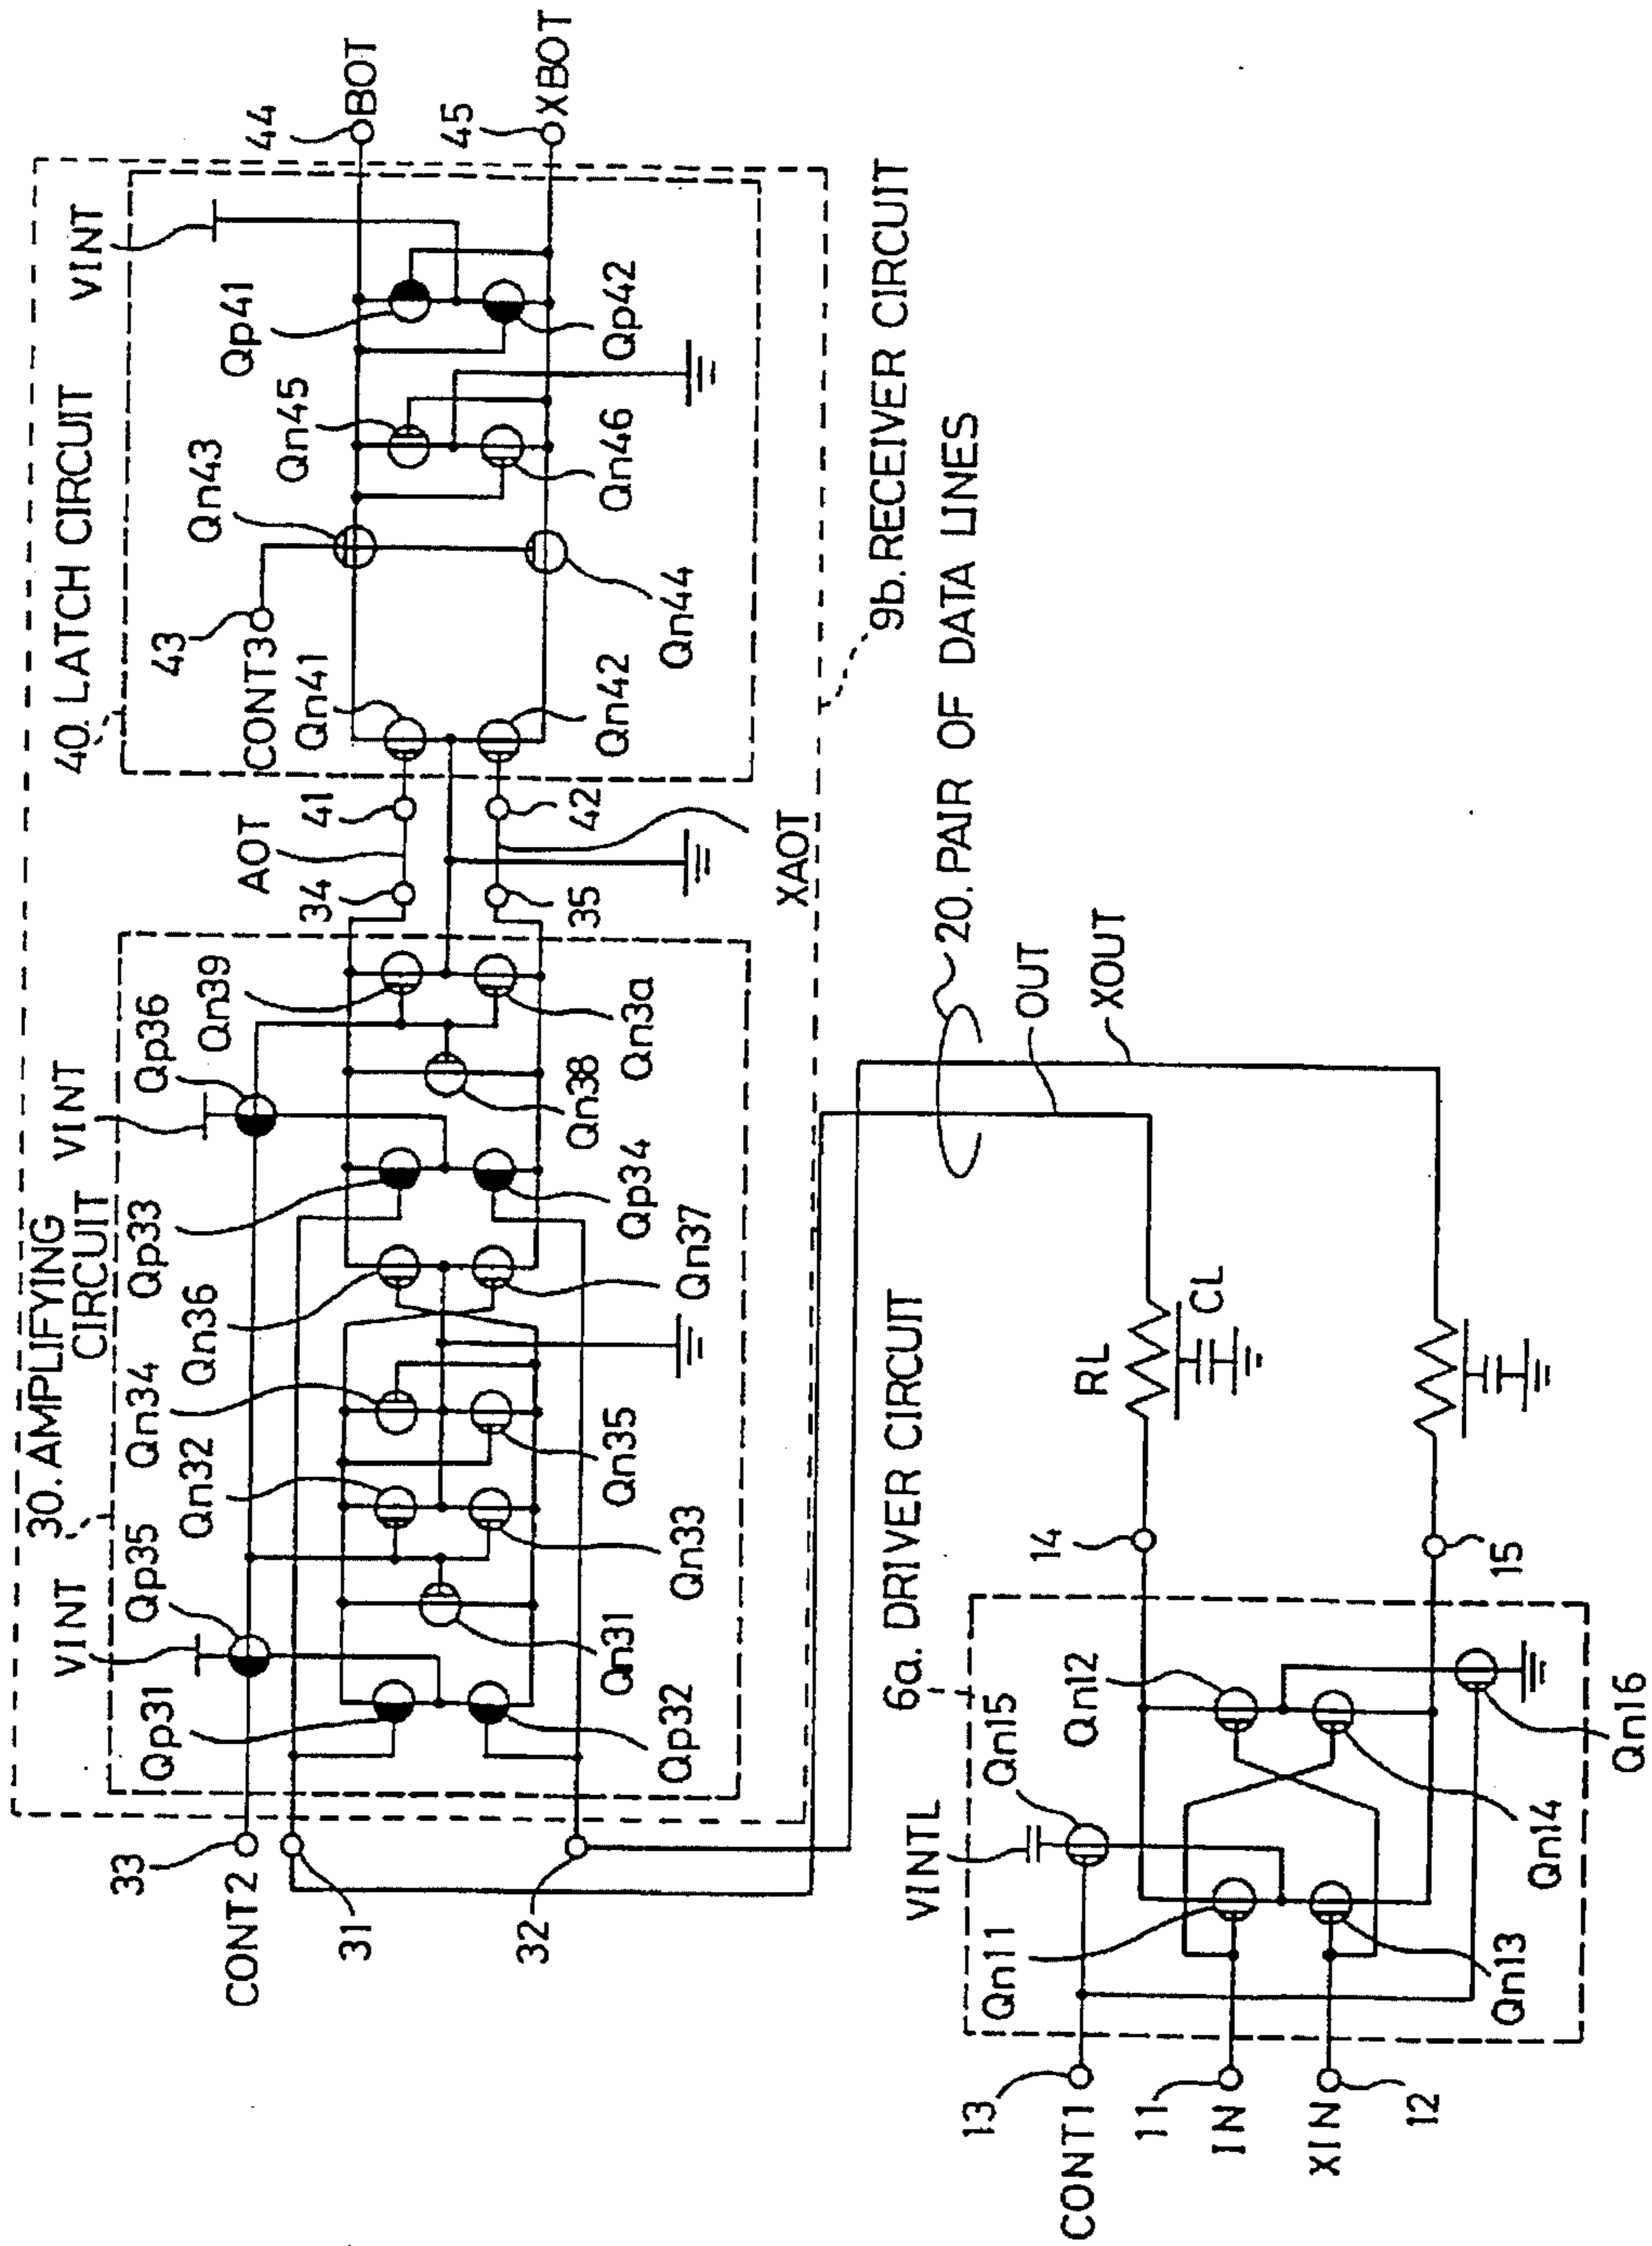 30. AMPLIFYING
CIRCUIT
40. LATCH CIRCUIT
VINT
Qp35
Qn32
Qn34
Qn36
Qp33
VINT
Qp36
Qn39
AOT
34
41
CONT3
43
Qn41
Qn43
Qn45
Qp41
VINT
44
BOT
33
CONT2
Qp31
31
32
Qp32
Qn31
Qn33
Qn35
Qn37
Qp34
Qn38
Qn3a
35
42
XAOT
Qn42
Qn44
Qn46
Qp42
45
XBOT
9b. RECEIVER CIRCUIT
20. PAIR OF DATA LINES
OUT
XOUT
6a. DRIVER CIRCUIT
VINTL
Qn15
Qn12
14
RL
CL
13
CONT1
Qn11
11
IN
XIN
12
Qn13
Qn14
Qn16
15